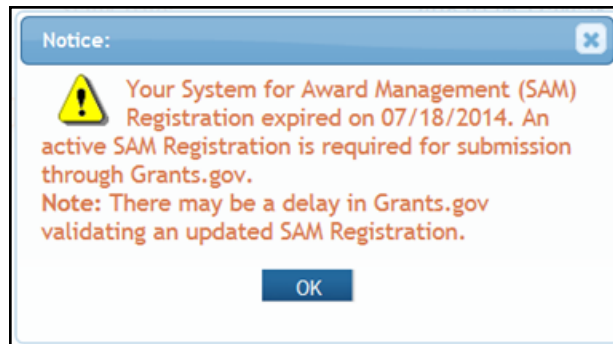 Notice:
Your System for Award Management (SAM)
Registration expired on 07/18/2014. An
active SAM Registration is required for submission
through Grants.gov.
Note: There may be a delay in Grants.gov
validating an updated SAM Registration.
OK